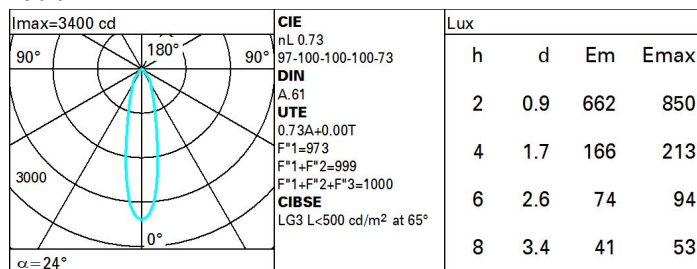 Imax=3400 cd
90° 180° 90°
3000
0°
α=24°
CIE
nL 0.73
97-100-100-100-73
DIN
A.61
UTE
0.73A+0.00T
F"1=973
F"1+F"2=999
F"1+F"2+F"3=1000
CIBSE
LG3 L<500 cd/m² at 65°
Lux
h d Em Emax
2 0.9 662 850
4 1.7 166 213
6 2.6 74 94
8 3.4 41 53